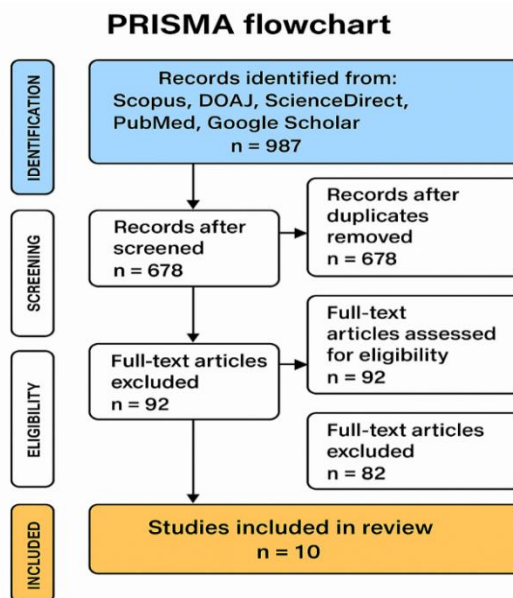 PRISMA flowchart
IDENTIFICATION
Records identified from:
Scopus, DOAJ, ScienceDirect,
PubMed, Google Scholar
n = 987
SCREENING
Records after
screened
n = 678
Records after
duplicates
removed
n = 678
Full-text
articles assessed
for eligibility
n = 92
ELIGIBILITY
Full-text articles
excluded
n = 92
Full-text articles
excluded
n = 82
INCLUDED
Studies included in review
n = 10